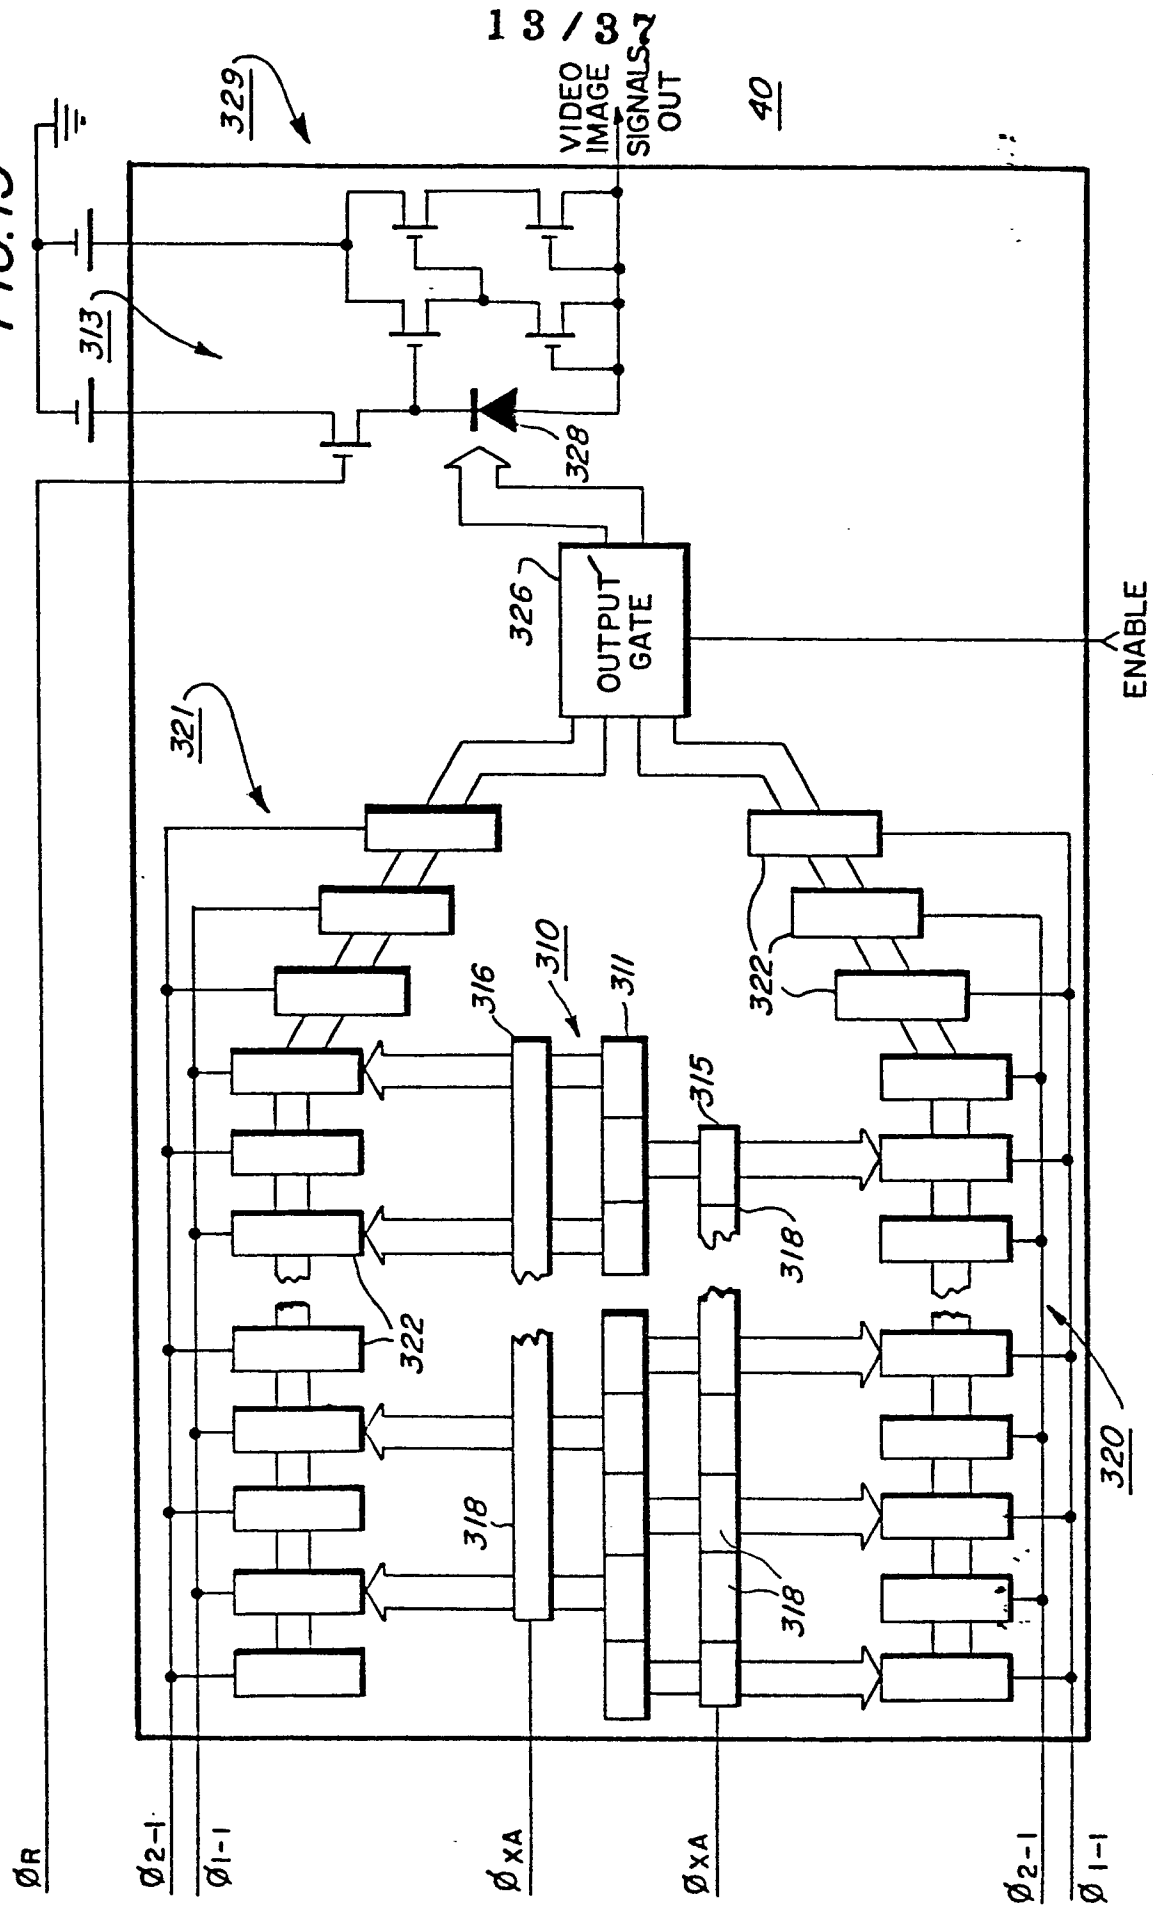 13/32
FIG. 13
329
313
VIDEO
IMAGE
SIGNALS
OUT
40
328
326
OUTPUT
GATE
ENABLE
321
310
316
311
315
318
322
322
318
318
320
ØR
Ø2-1
Ø1-1
ØXA
ØXA
Ø2-1
Ø1-1